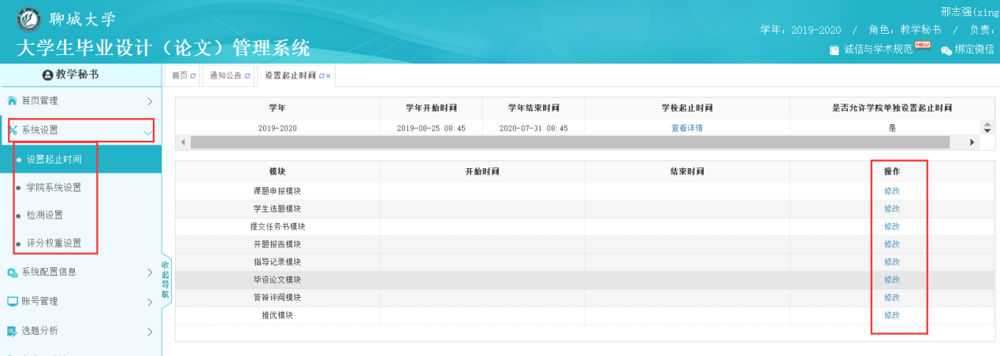 聊城大学
大学生毕业设计（论文）管理系统
邢志强(xing
学年：2019-2020 / 角色：教学秘书 / 负责：
诚信与学术规范 NEW 绑定微信
教学秘书
首页管理
系统设置
设置起止时间
学院系统设置
检测设置
评分权重设置
系统配置信息
账号管理
选题分析
收起导航
首页 通知公告 设置起止时间
学年 学年开始时间 学年结束时间 学校起止时间 是否允许学院单独设置起止时间
2019-2020 2019-08-25 08:45 2020-07-31 08:45 查看详情 是
模块 开始时间 结束时间 操作
课题申报模块 修改
学生选题模块 修改
提交任务书模块 修改
开题报告模块 修改
指导记录模块 修改
毕设论文模块 修改
答辩评阅模块 修改
推优模块 修改